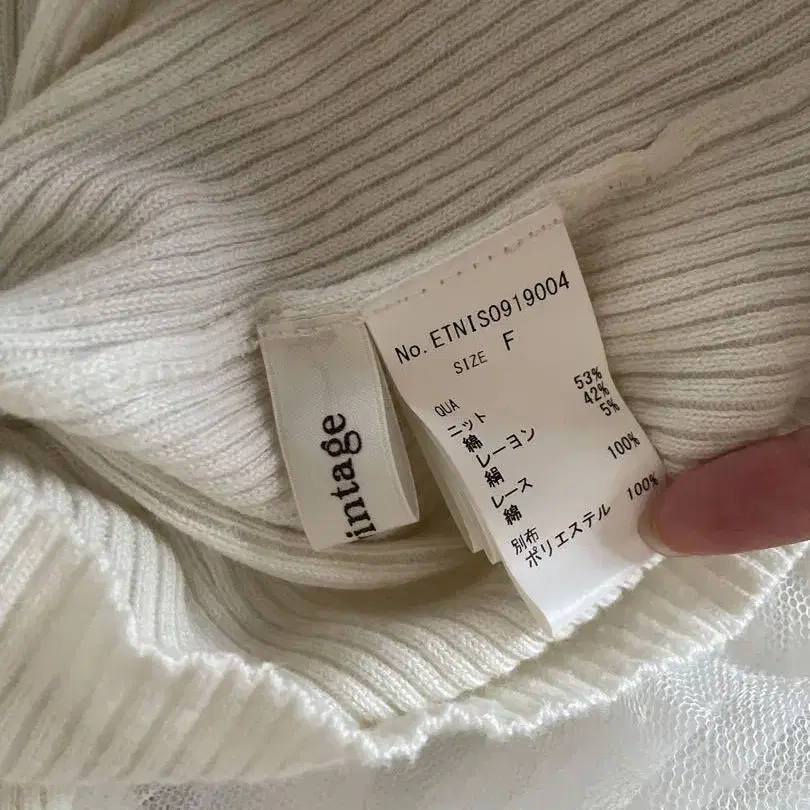 intage
No. ETNIS0919004
SIZE F
QUA
ニット
綿 53%
レーヨン 42%
絹 5%
レース
綿 100%
別布
ポリエステル 100%